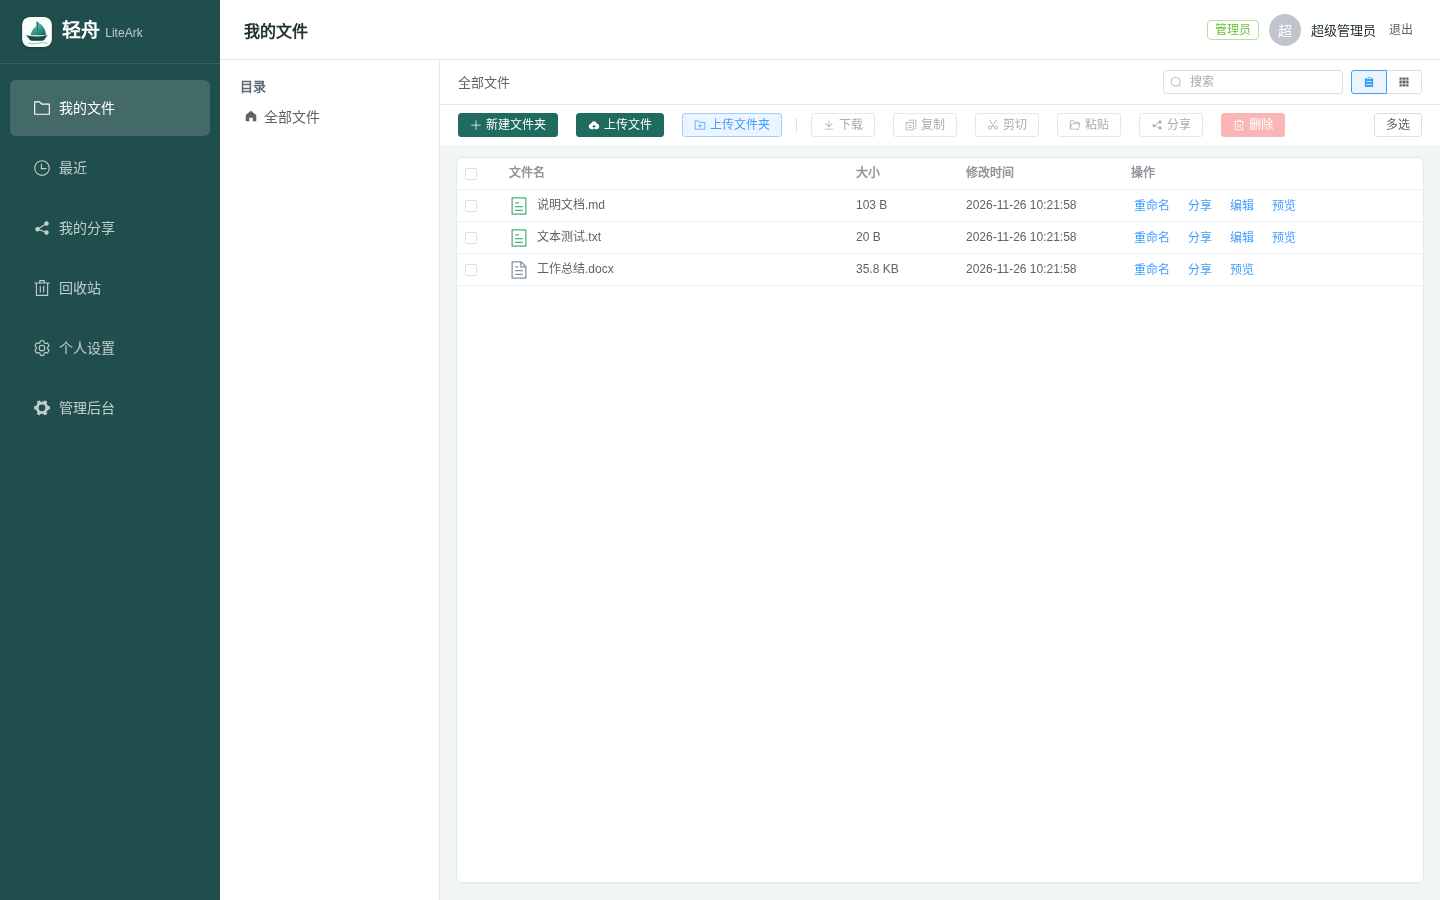 轻舟 LiteArk
我的文件
最近
我的分享
回收站
个人设置
管理后台
我的文件
管理员 超 超级管理员 退出
目录
全部文件
全部文件
搜索
新建文件夹 上传文件 上传文件夹 下载 复制 剪切 粘贴 分享 删除 多选
文件名 大小 修改时间 操作
说明文档.md 103 B 2026-11-26 10:21:58 重命名 分享 编辑 预览
文本测试.txt 20 B 2026-11-26 10:21:58 重命名 分享 编辑 预览
工作总结.docx 35.8 KB 2026-11-26 10:21:58 重命名 分享 预览